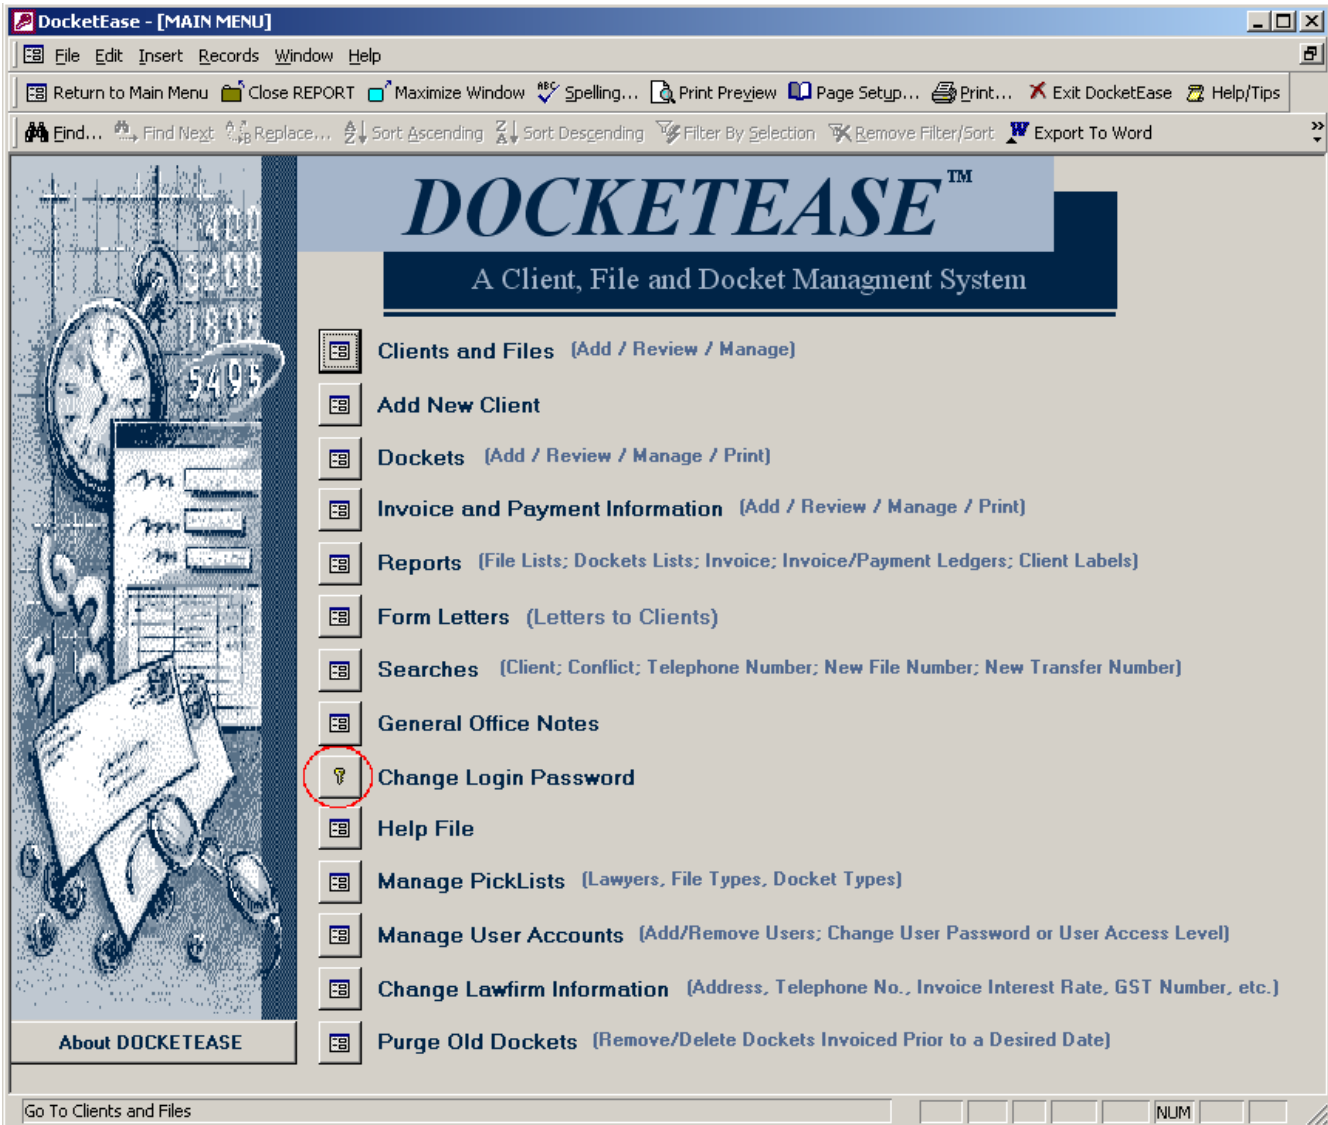 DocketEase - [MAIN MENU]
File Edit Insert Records Window Help
Return to Main Menu Close REPORT Maximize Window ABC Spelling... Print Preview Page Setup... Print... Exit DocketEase Help/Tips
Find... Find Next Replace... Sort Ascending Sort Descending Filter By Selection Remove Filter/Sort Export To Word
DOCKETEASE™
A Client, File and Docket Managment System
400
3200
1895
5495
Clients and Files (Add / Review / Manage)
Add New Client
Dockets (Add / Review / Manage / Print)
Invoice and Payment Information (Add / Review / Manage / Print)
Reports (File Lists; Dockets Lists; Invoice; Invoice/Payment Ledgers; Client Labels)
Form Letters (Letters to Clients)
Searches (Client; Conflict; Telephone Number; New File Number; New Transfer Number)
General Office Notes
Change Login Password
Help File
Manage PickLists (Lawyers, File Types, Docket Types)
Manage User Accounts (Add/Remove Users; Change User Password or User Access Level)
Change Lawfirm Information (Address, Telephone No., Invoice Interest Rate, GST Number, etc.)
About DOCKETEASE
Purge Old Dockets (Remove/Delete Dockets Invoiced Prior to a Desired Date)
Go To Clients and Files NUM